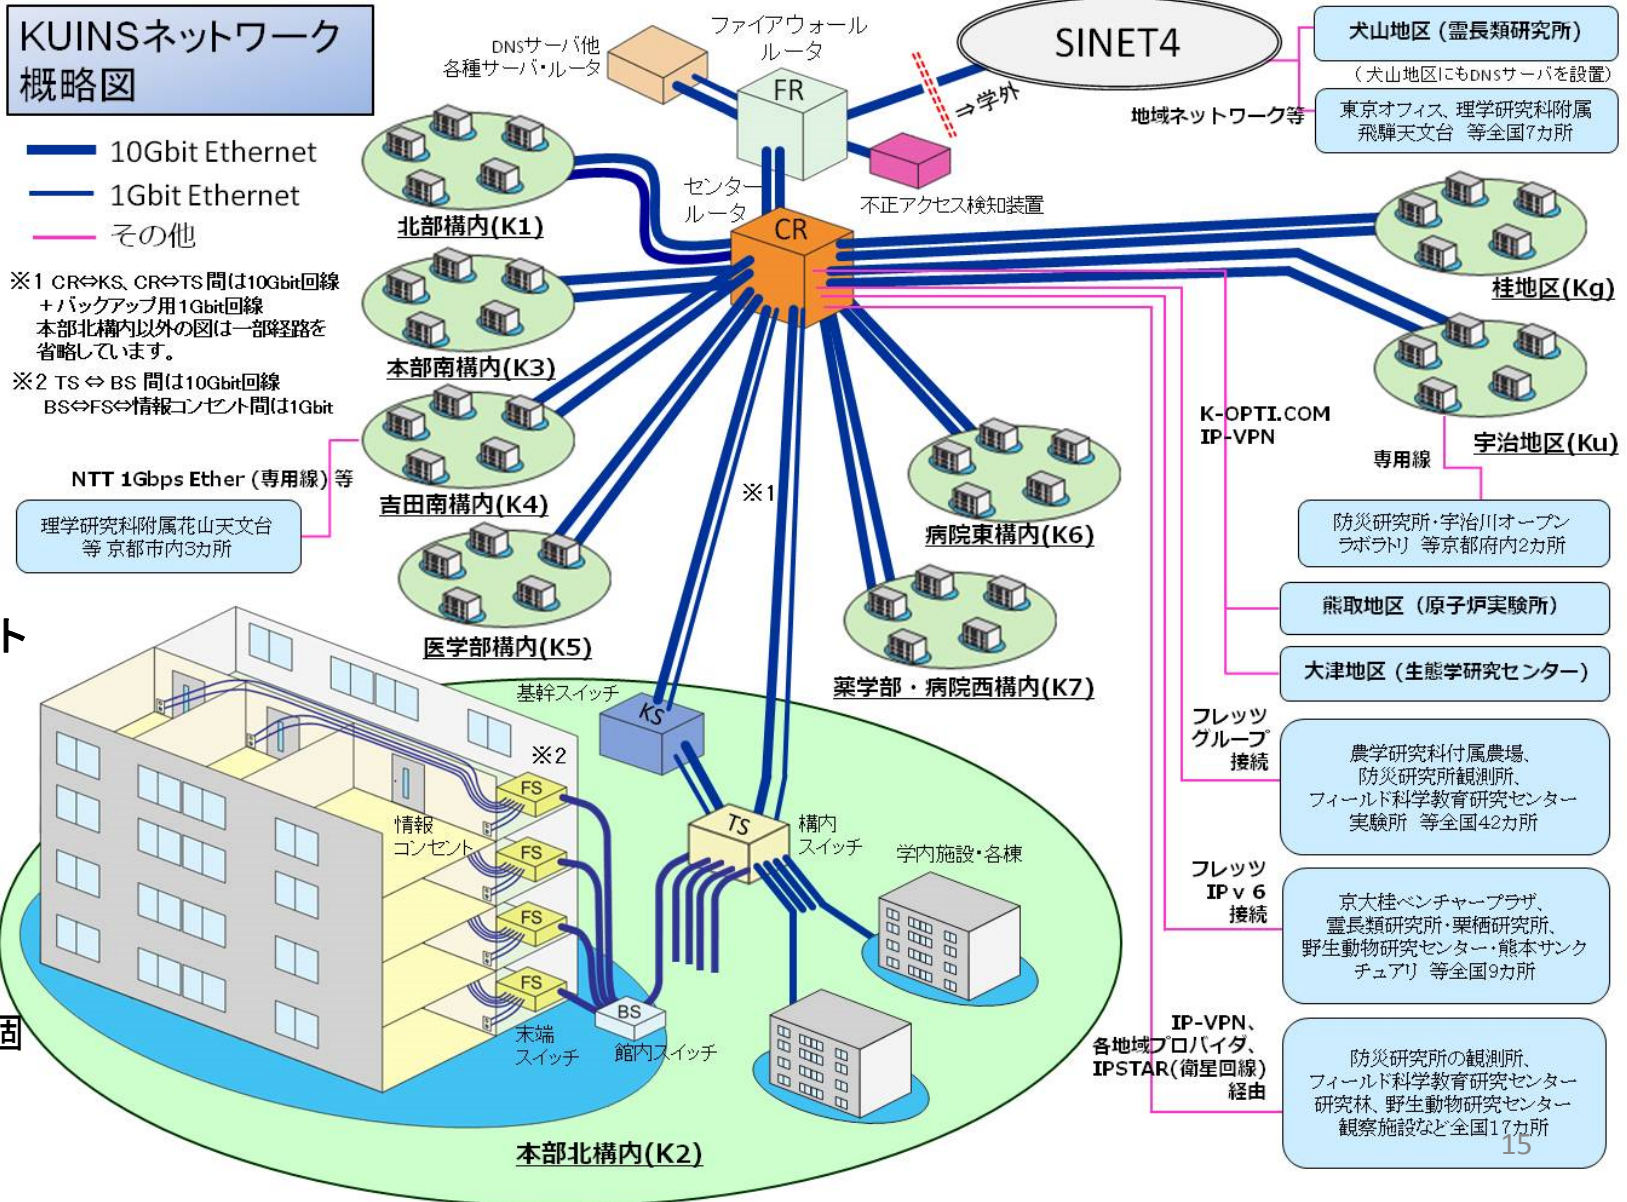 KUINSネットワーク
概略図
10Gbit Ethernet
1Gbit Ethernet
その他
※1 CR⇔KS, CR⇔TS 間は10Gbit回線
+バックアップ用1Gbit回線
本部北構内以外の図は一部経路を
省略しています。
※2 TS ⇔ BS 間は10Gbit回線
BS⇔FS⇔情報コンセント間は1Gbit
DNSサーバ他
各種サーバ・ルータ
ファイアウォール
ルータ
FR
SINET4
⇒学外
不正アクセス検知装置
センター
ルータ
CR
地域ネットワーク等
犬山地区 (霊長類研究所)
(犬山地区にもDNSサーバを設置)
東京オフィス、理学研究科附属
飛騨天文台 等全国7カ所
北部構内(K1)
本部南構内(K3)
吉田南構内(K4)
医学部構内(K5)
病院東構内(K6)
薬学部・病院西構内(K7)
桂地区(Kg)
宇治地区(Ku)
NTT 1Gbps Ether (専用線) 等
理学研究科附属花山天文台
等 京都市内3カ所
※1
K-OPTI.COM
IP-VPN
専用線
防災研究所・宇治川オープン
ラボラトリ 等京都府内2カ所
熊取地区 (原子炉実験所)
大津地区 (生態学研究センター)
フレッツ
グループ
接続
農学研究科付属農場、
防災研究所観測所、
フィールド科学教育研究センター
実験所 等全国42カ所
フレッツ
IPv6
接続
京大桂ベンチャープラザ、
霊長類研究所・栗栖研究所、
野生動物研究センター・熊本サンク
チュアリ 等全国9カ所
IP-VPN、
各地域プロバイダ、
IPSTAR(衛星回線)
経由
防災研究所の観測所、
フィールド科学教育研究センター
研究林、野生動物研究センター
観察施設など全国17カ所
15
ト
個
基幹スイッチ
KS
※2
FS
FS
FS
FS
情報
コンセント
末端
スイッチ
BS
館内スイッチ
TS
構内
スイッチ
学内施設・各棟
本部北構内(K2)